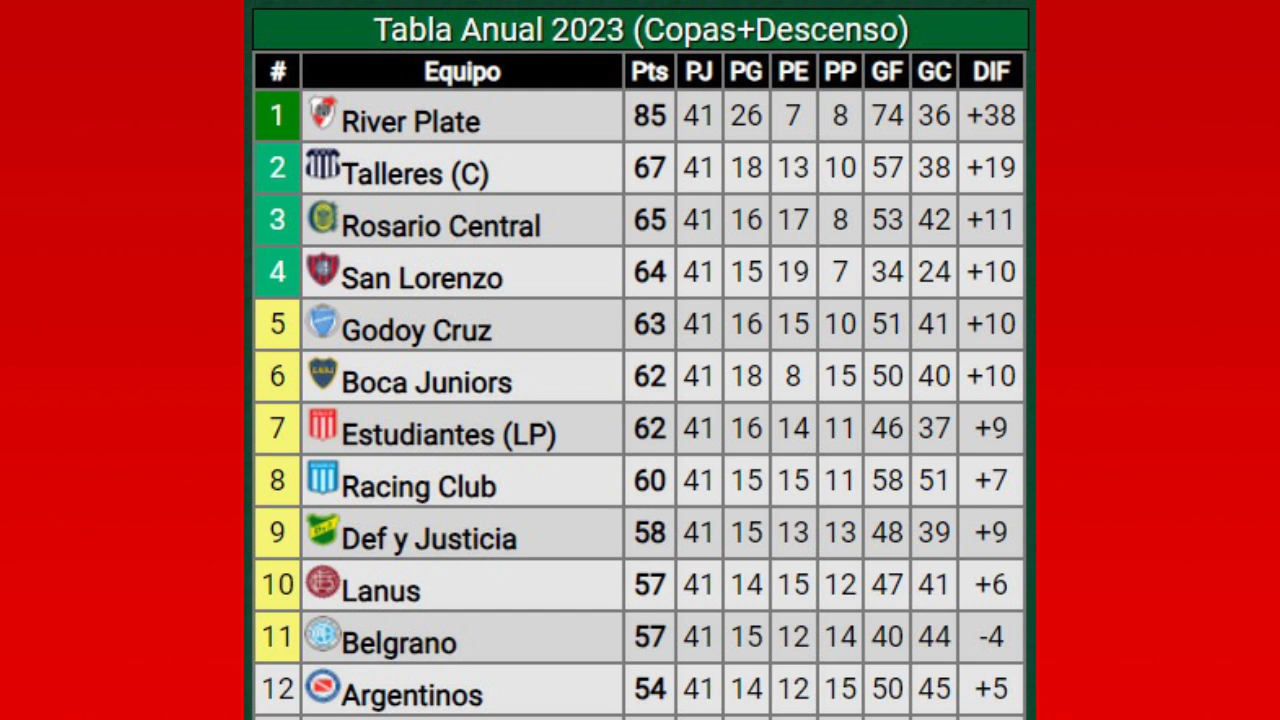 Tabla Anual 2023 (Copas+Descenso)
# Equipo Pts PJ PG PE PP GF GC DIF
1 River Plate 85 41 26 7 8 74 36 +38
2 Talleres (C) 67 41 18 13 10 57 38 +19
3 Rosario Central 65 41 16 17 8 53 42 +11
4 San Lorenzo 64 41 15 19 7 34 24 +10
5 Godoy Cruz 63 41 16 15 10 51 41 +10
6 Boca Juniors 62 41 18 8 15 50 40 +10
7 Estudiantes (LP) 62 41 16 14 11 46 37 +9
8 Racing Club 60 41 15 15 11 58 51 +7
9 Def y Justicia 58 41 15 13 13 48 39 +9
10 Lanus 57 41 14 15 12 47 41 +6
11 Belgrano 57 41 15 12 14 40 44 -4
12 Argentinos 54 41 14 12 15 50 45 +5